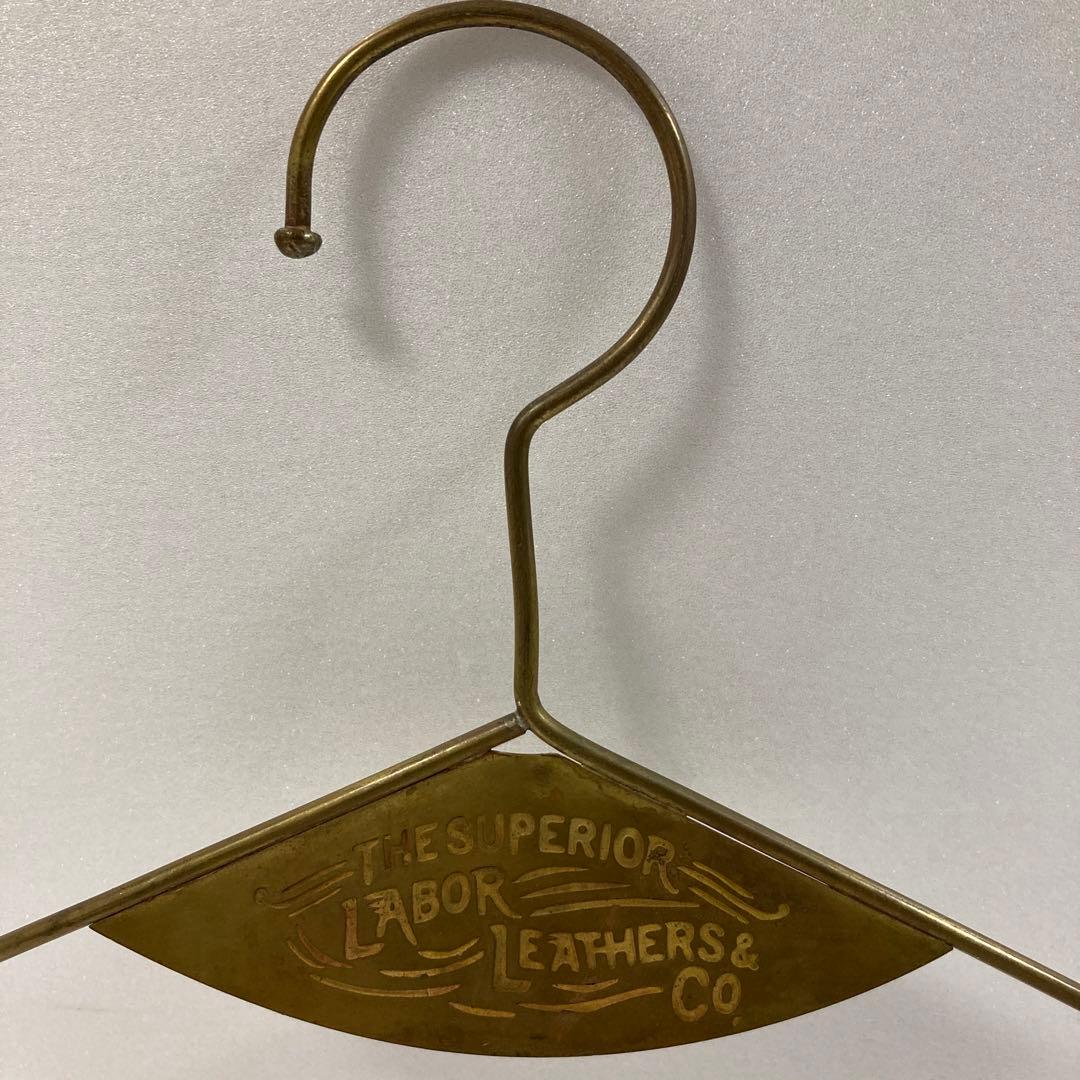 THE SUPERIOR
LABOR
LEATHERS &
CO.